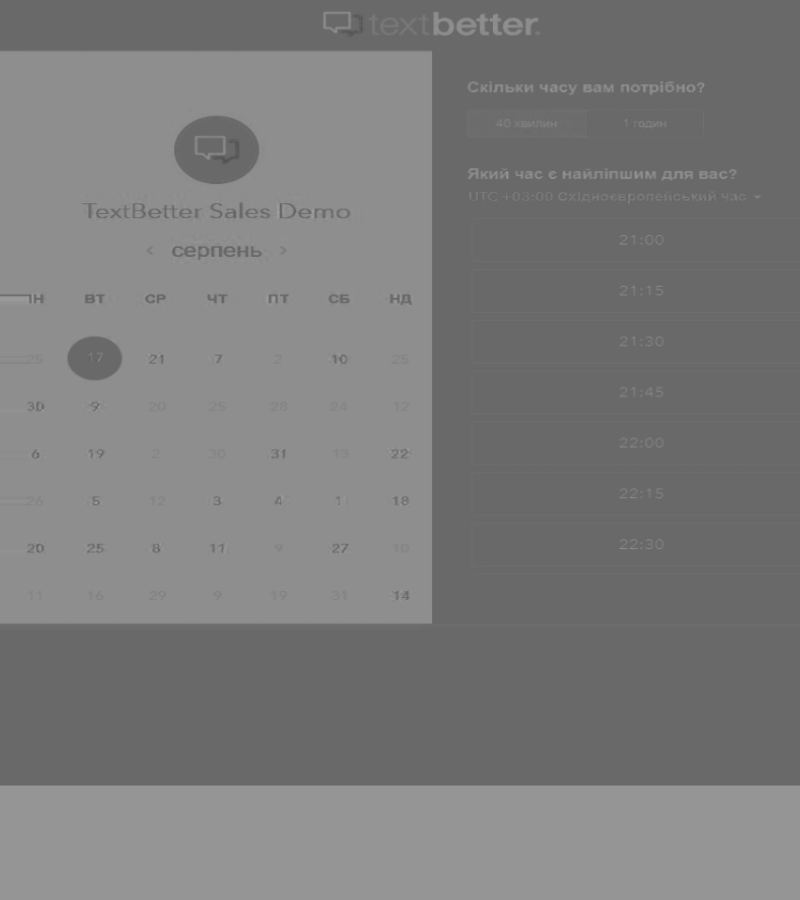 textbetter.
TextBetter Sales Demo
< серпень >
ПН ВТ СР ЧТ ПТ СБ НД
25 17 21 7 2 10 25
30 9 20 25 28 24 12
6 19 2 30 31 13 22
26 5 12 3 4 1 18
20 25 8 11 9 27 10
11 16 29 9 19 31 14
Скільки часу вам потрібно?
40 хвилин 1 годин
Який час є найліпшим для вас?
UTC +03:00 Східноєвропейський час
21:00
21:15
21:30
21:45
22:00
22:15
22:30